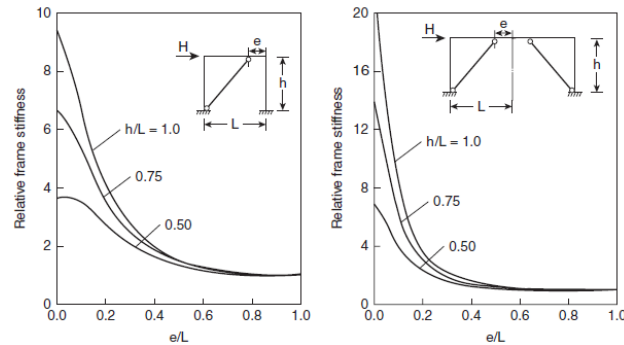 Relative frame stiffness
10
8
6
4
2
0
0.0 0.2 0.4 0.6 0.8 1.0
e/L
H
e
h
L
h/L = 1.0
0.75
0.50
Relative frame stiffness
20
16
12
8
4
0
0.0 0.2 0.4 0.6 0.8 1.0
e/L
H
e
h
L
h/L = 1.0
0.75
0.50